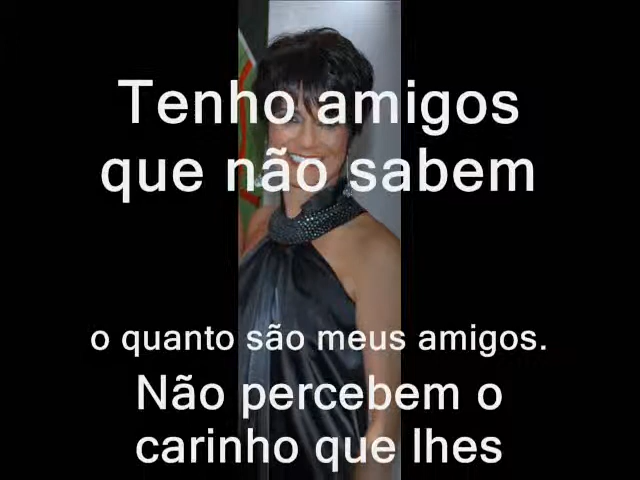 Tenho amigos
que não sabem
o quanto são meus amigos.
Não percebem o
carinho que lhes